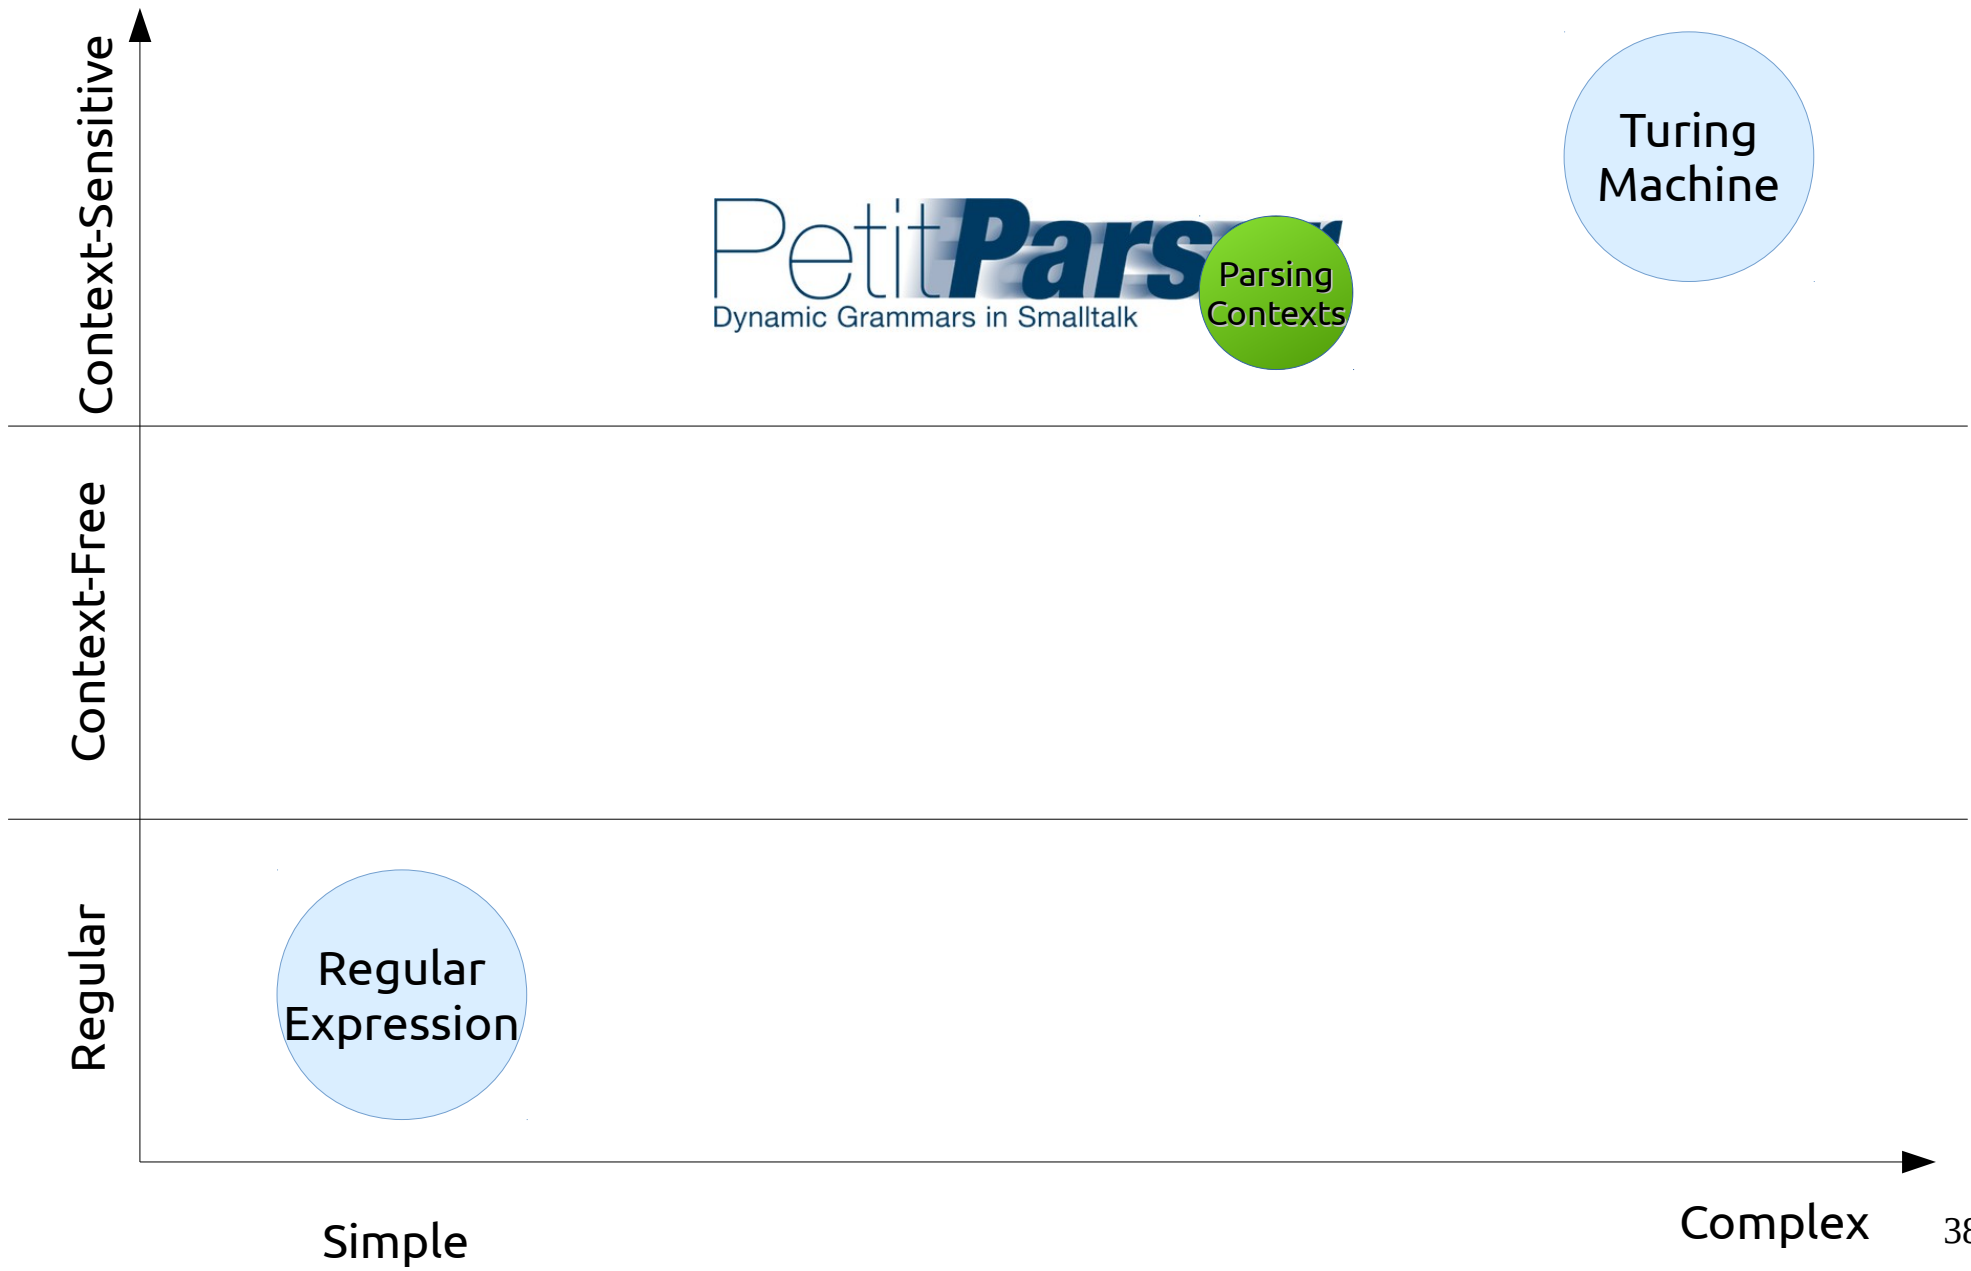 Context-Sensitive
Turing
Machine
PetitPars r
Dynamic Grammars in Smalltalk
Parsing
Contexts
Context-Free
Regular
Regular
Expression
Simple
Complex
38